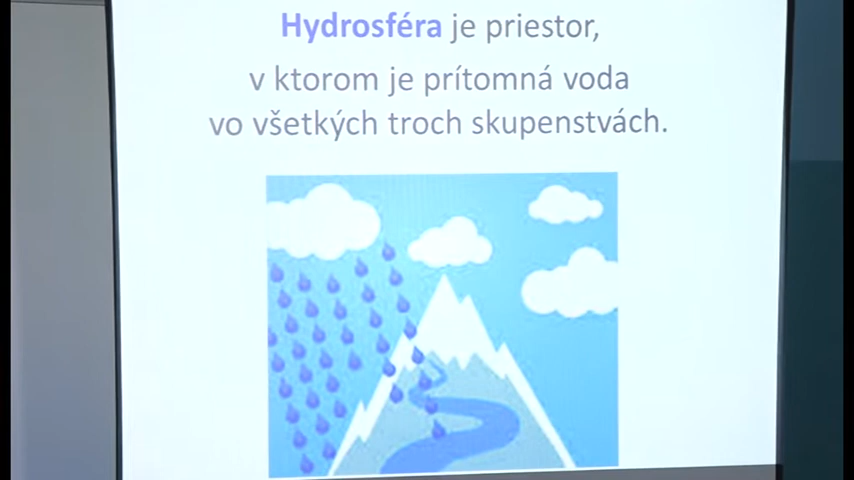 Hydrosféra je priestor,
v ktorom je prítomná voda
vo všetkých troch skupenstvách.